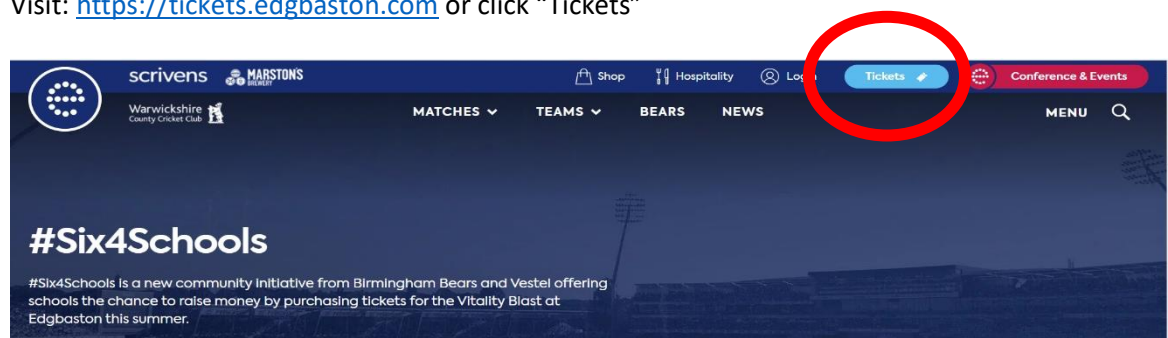 Visit: https://tickets.edgbaston.com or click “Tickets”
scrivens MARSTON'S BREWERY Shop Hospitality Tickets Conference & Events
Warwickshire County Cricket Club
MATCHES TEAMS BEARS NEWS MENU
#Six4Schools
#Six4Schools is a new community initiative from Birmingham Bears and Vestel offering
schools the chance to raise money by purchasing tickets for the Vitality Blast at
Edgbaston this summer.